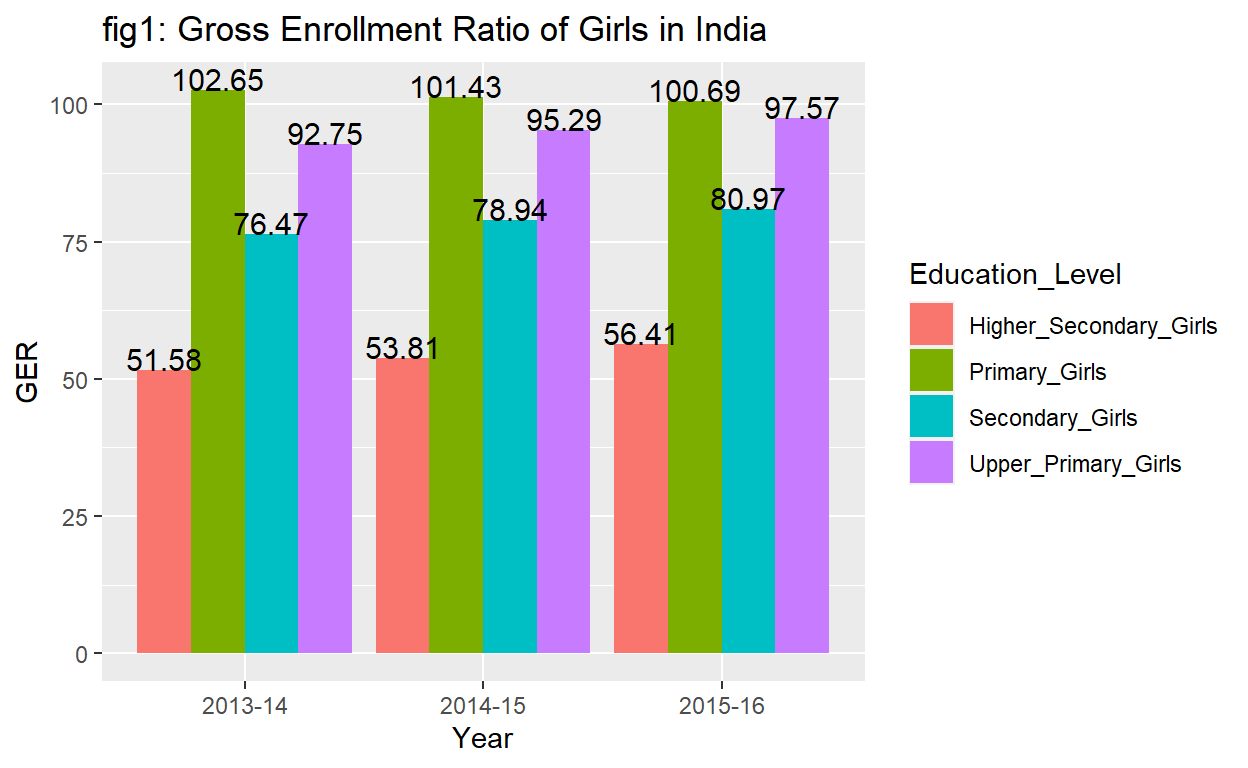 fig1: Gross Enrollment Ratio of Girls in India
GER
100
75
50
25
0
51.58
102.65
76.47
92.75
53.81
101.43
78.94
95.29
56.41
100.69
80.97
97.57
2013-14
2014-15
2015-16
Year
Education_Level
Higher_Secondary_Girls
Primary_Girls
Secondary_Girls
Upper_Primary_Girls